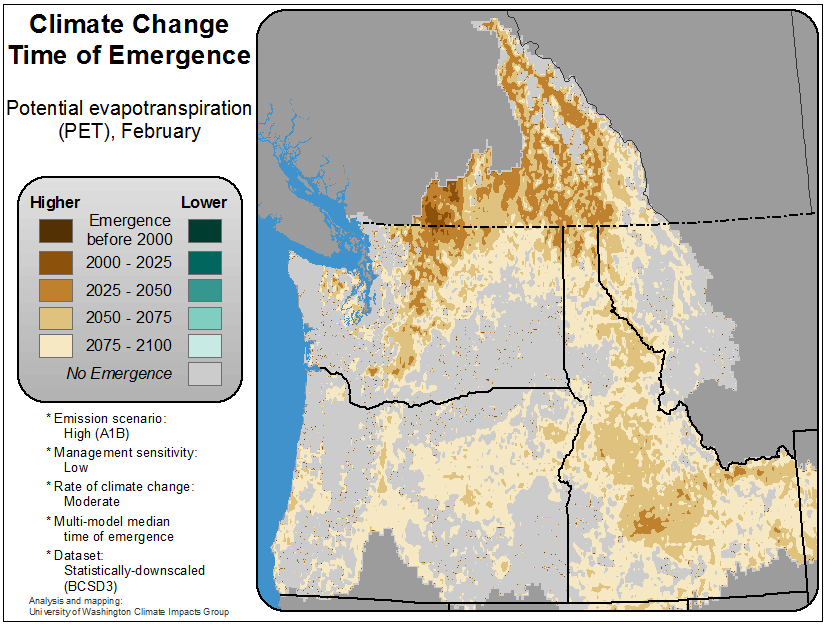 Climate Change
Time of Emergence
Potential evapotranspiration
(PET), February
Higher Lower
Emergence
before 2000
2000 - 2025
2025 - 2050
2050 - 2075
2075 - 2100
No Emergence
* Emission scenario:
High (A1B)
* Management sensitivity:
Low
* Rate of climate change:
Moderate
* Multi-model median
time of emergence
* Dataset:
Statistically-downscaled
(BCSD3)
Analysis and mapping:
University of Washington Climate Impacts Group